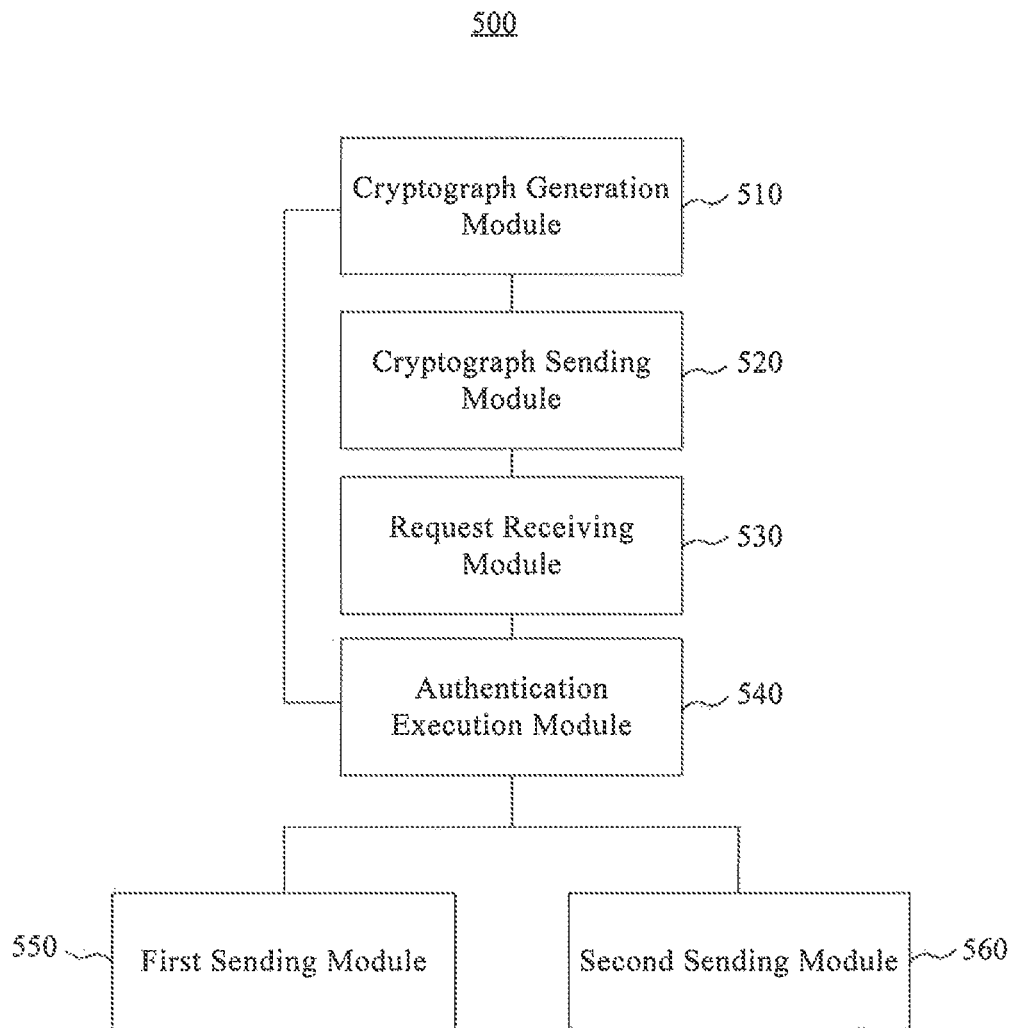 500
Cryptograph Generation
Module
510
Cryptograph Sending
Module
520
Request Receiving
Module
530
Authentication
Execution Module
540
550
First Sending Module
Second Sending Module
560